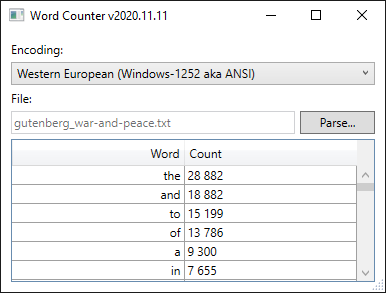 Word Counter v2020.11.11
Encoding:
Western European (Windows-1252 aka ANSI)
File:
gutenberg_war-and-peace.txt Parse...
Word Count
the 28 882
and 18 882
to 15 199
of 13 786
a 9 300
in 7 655